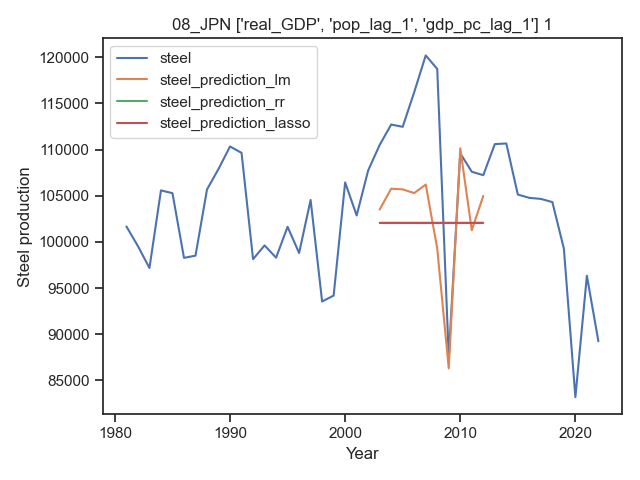 08_JPN ['real_GDP', 'pop_lag_1', 'gdp_pc_lag_1'] 1
steel
steel_prediction_lm
steel_prediction_rr
steel_prediction_lasso
Steel production
120000
115000
110000
105000
100000
95000
90000
85000
1980
1990
2000
2010
2020
Year